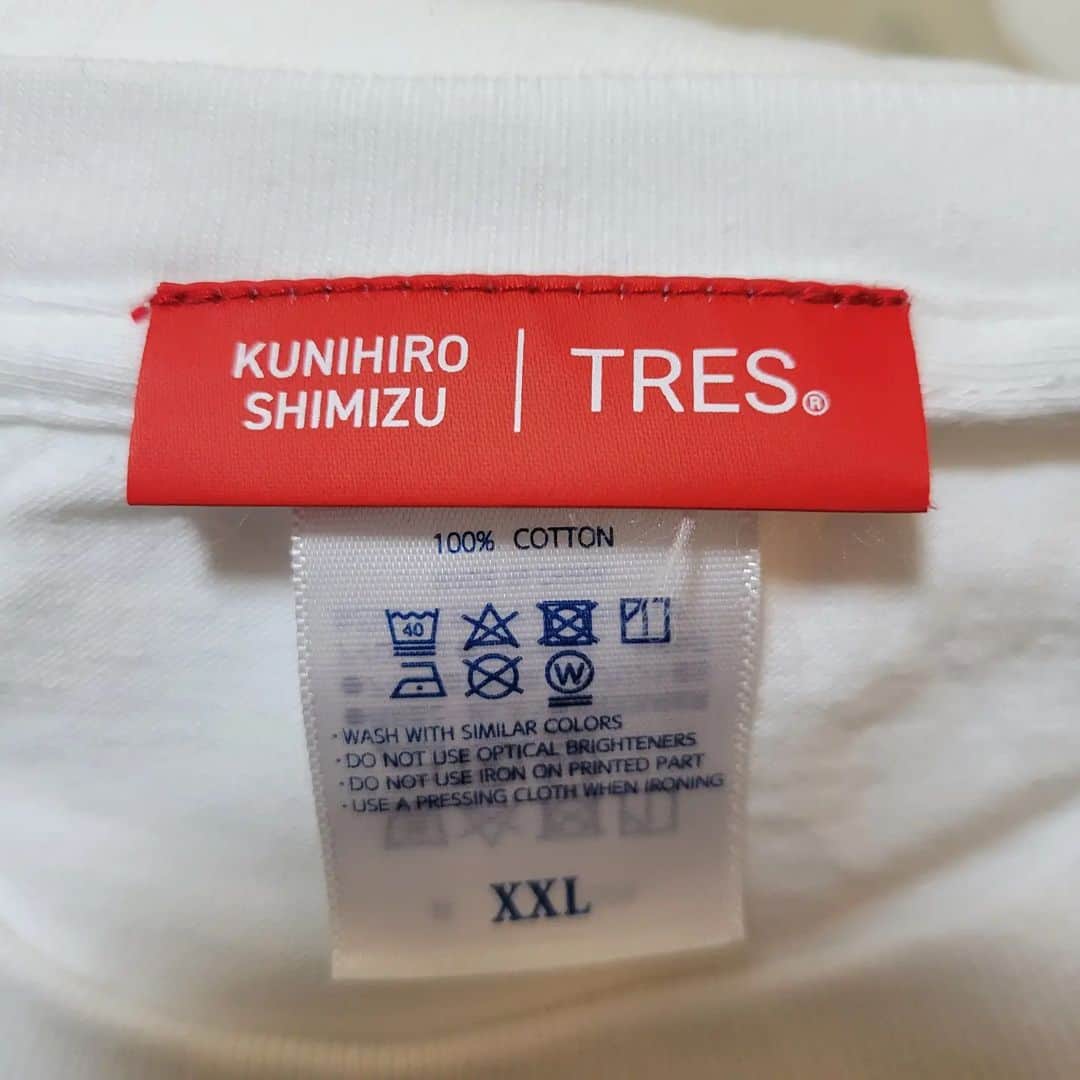 KUNIHIRO
SHIMIZU
TRES®
100% COTTON
40
W
・WASH WITH SIMILAR COLORS
・DO NOT USE OPTICAL BRIGHTENERS
・DO NOT USE IRON ON PRINTED PART
・USE A PRESSING CLOTH WHEN IRONING
XXL